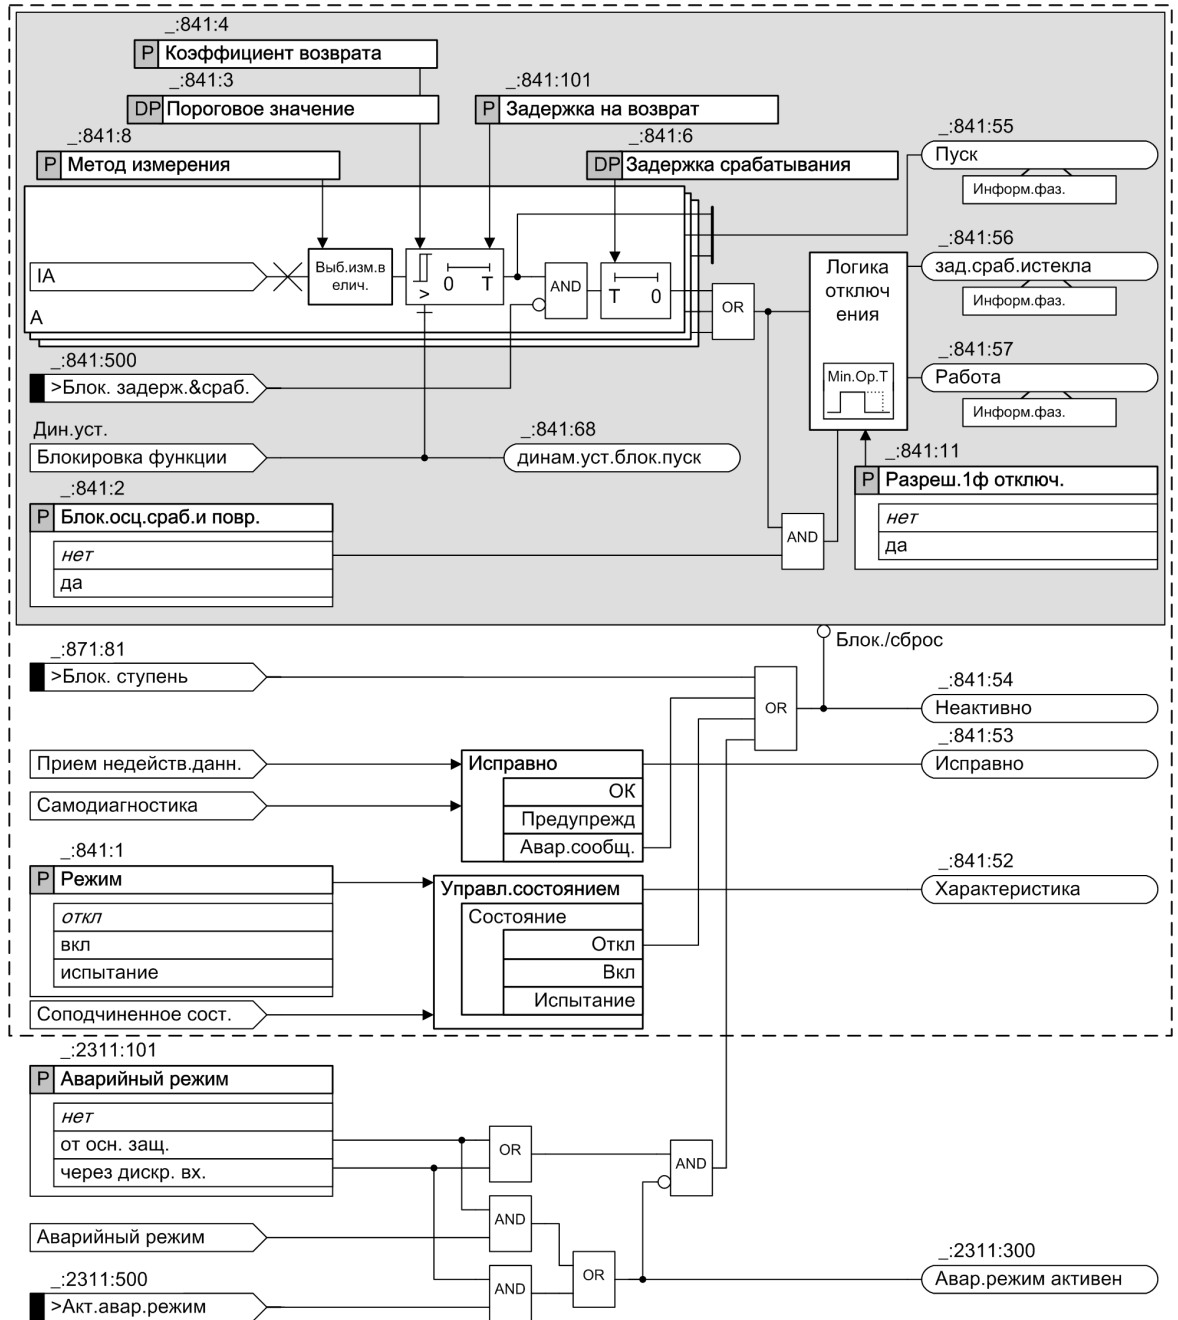 _:841:4
P Коэффициент возврата
_:841:3
DP Пороговое значение
_:841:101
P Задержка на возврат
_:841:8
P Метод измерения
_:841:6
DP Задержка срабатывания
_:841:55
Пуск
Информ.фаз.
IA
Выб.изм.в
елич.
>
0 T
AND
T 0
A
OR
Логика
отключ
ения
Min.Op.T
_:841:56
зад.сраб.истекла
Информ.фаз.
_:841:57
Работа
Информ.фаз.
_:841:500
>Блок. задерж.&сраб.
Дин.уст.
Блокировка функции
_:841:68
динам.уст.блок.пуск
_:841:11
P Разреш.1ф отключ.
нет
да
_:841:2
P Блок.осц.сраб.и повр.
нет
да
AND
Блок./сброс
_:871:81
>Блок. ступень
OR
_:841:54
Неактивно
_:841:53
Исправно
Прием недейств.данн.
Самодиагностика
Исправно
ОК
Предупрежд
Авар.сообщ.
_:841:1
P Режим
откл
вкл
испытание
Соподчиненное сост.
Управл.состоянием
Состояние
Откл
Вкл
Испытание
_:841:52
Характеристика
_:2311:101
P Аварийный режим
нет
от осн. защ.
через дискр. вх.
OR
AND
Аварийный режим
AND
_:2311:500
>Акт.авар.режим
AND
OR
_:2311:300
Авар.режим активен